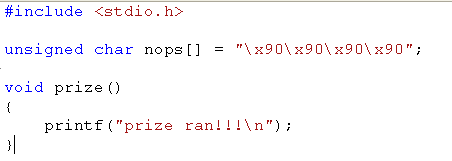 #include <stdio.h>
unsigned char nops[] = "\x90\x90\x90\x90";
void prize()
{
    printf("prize ran!!!\n");
}